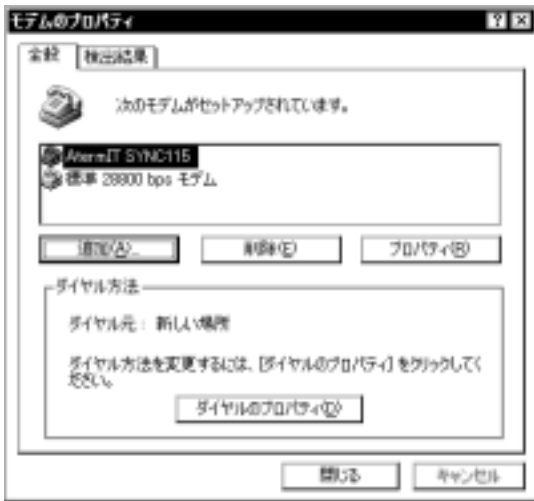 モデムのプロパティ
全般 検出結果
次のモデムがセットアップされています。
AtermIT SYNC115
標準 28800 bps モデム
追加(A)... 削除(E) プロパティ(R)
ダイヤル方法
ダイヤル元: 新しい場所
ダイヤル方法を変更するには、[ダイヤルのプロパティ] をクリックしてく
ださい。
ダイヤルのプロパティ(D)
閉じる キャンセル